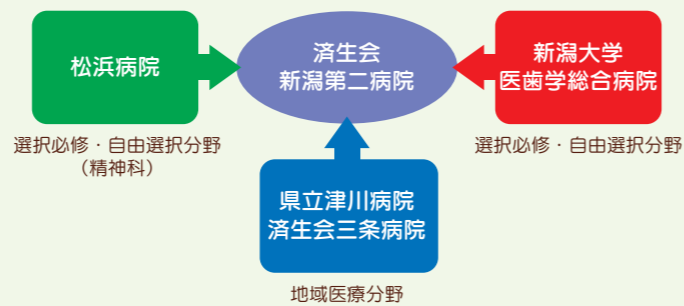 松浜病院
済生会
新潟第二病院
新潟大学
医歯学総合病院
選択必修・自由選択分野
（精神科）
選択必修・自由選択分野
県立津川病院
済生会三条病院
地域医療分野